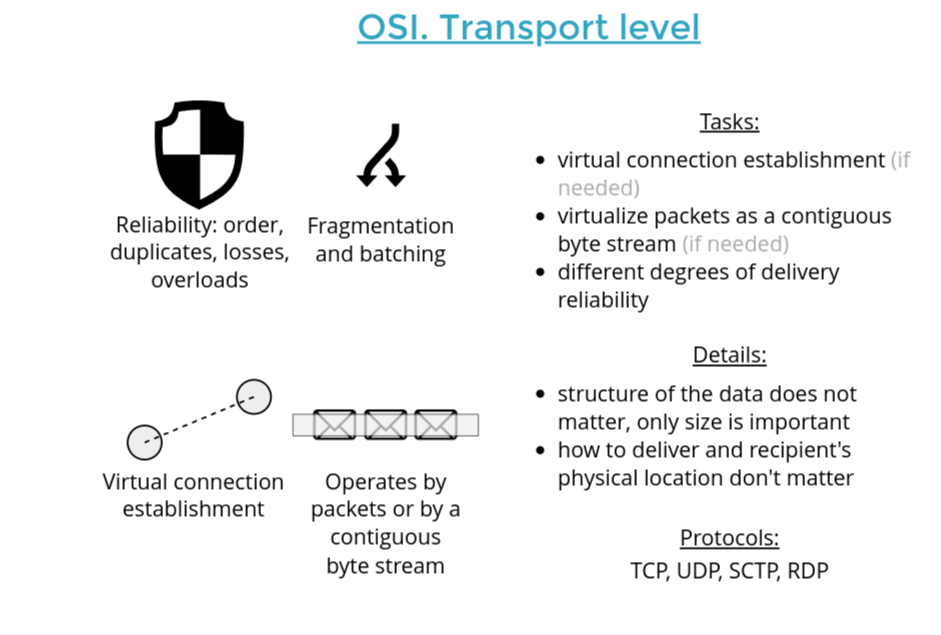 OSI. Transport level
Reliability: order,
duplicates, losses,
overloads
Fragmentation
and batching
Virtual connection
establishment
Operates by
packets or by a
contiguous
byte stream
Tasks:
virtual connection establishment (if
needed)
virtualize packets as a contiguous
byte stream (if needed)
different degrees of delivery
reliability
Details:
structure of the data does not
matter, only size is important
how to deliver and recipient's
physical location don't matter
Protocols:
TCP, UDP, SCTP, RDP